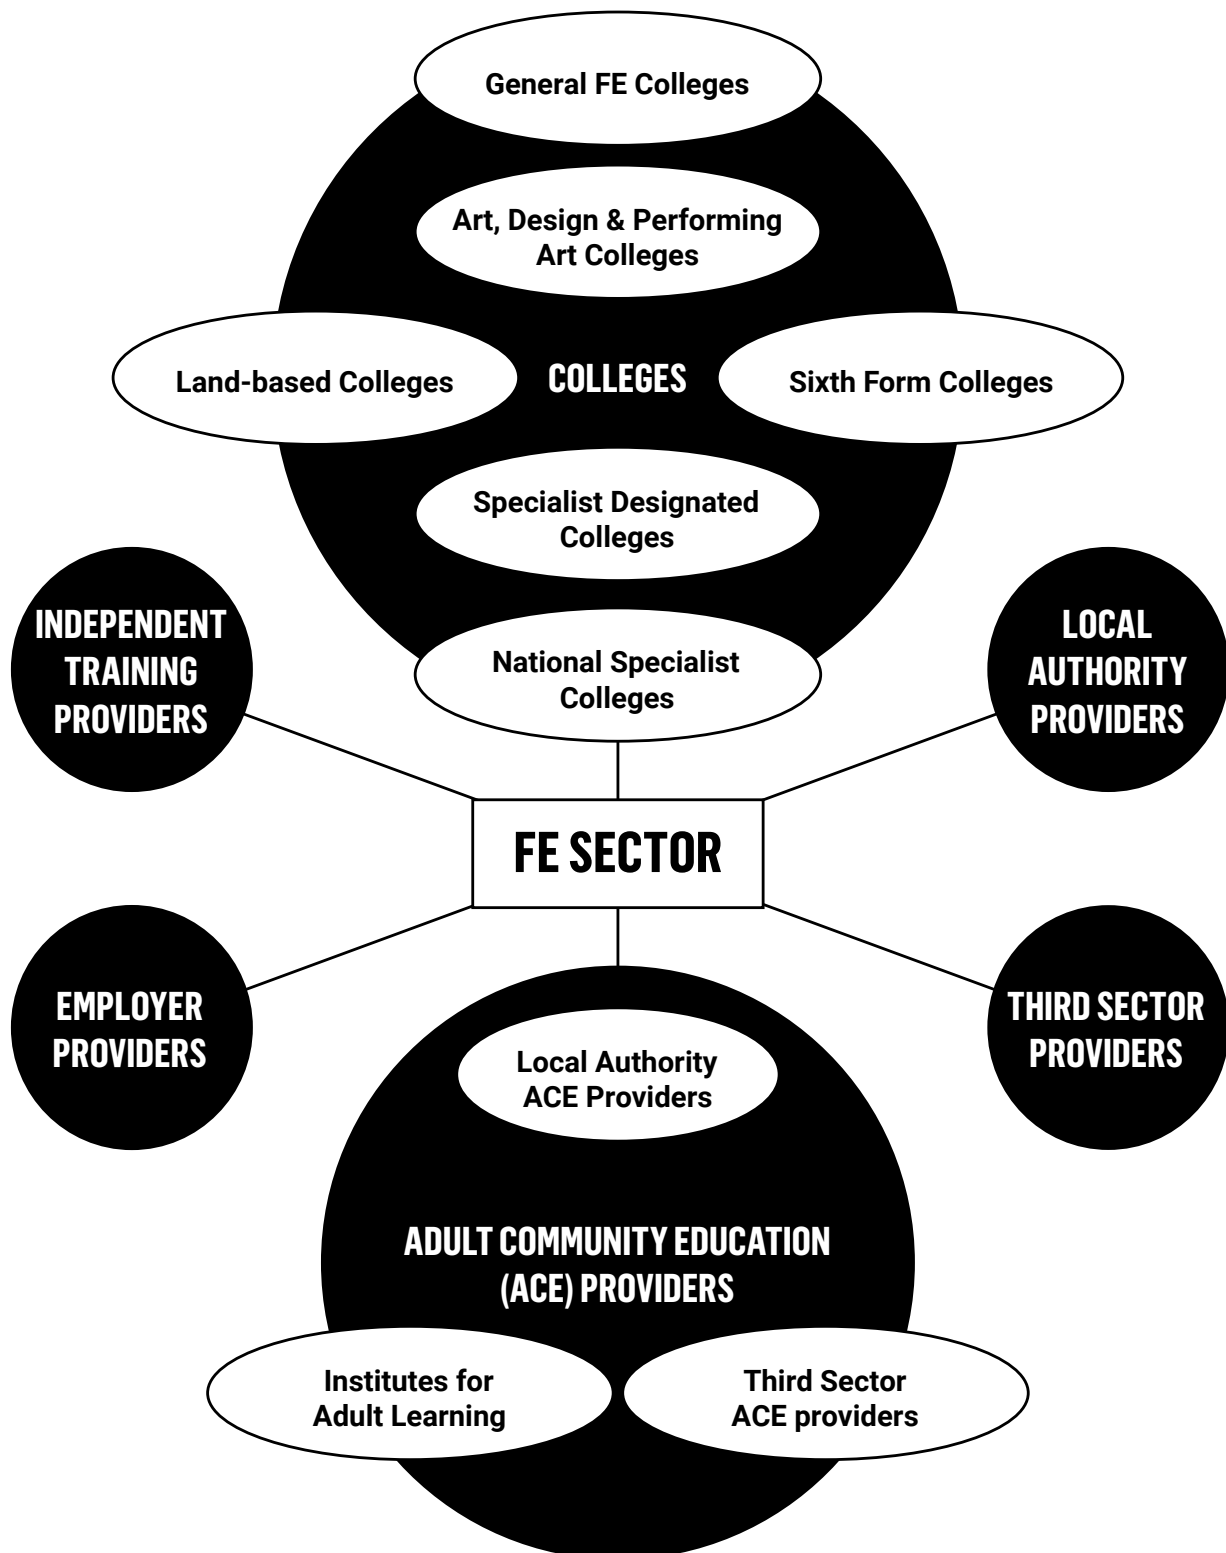 General FE Colleges
Art, Design & Performing
Art Colleges
Land-based Colleges
COLLEGES
Sixth Form Colleges
Specialist Designated
Colleges
National Specialist
Colleges
INDEPENDENT
TRAINING
PROVIDERS
LOCAL
AUTHORITY
PROVIDERS
FE SECTOR
EMPLOYER
PROVIDERS
THIRD SECTOR
PROVIDERS
Local Authority
ACE Providers
ADULT COMMUNITY EDUCATION
(ACE) PROVIDERS
Institutes for
Adult Learning
Third Sector
ACE providers